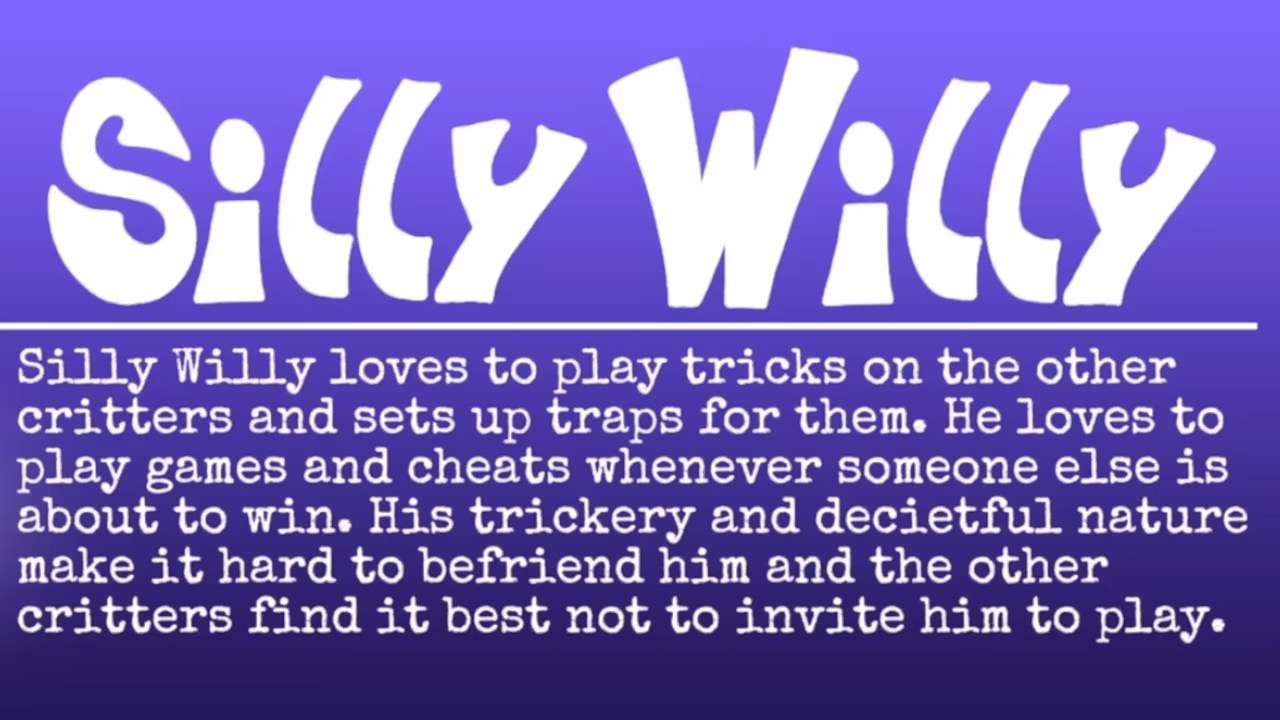 Silly Willy
Silly Willy loves to play tricks on the other
critters and sets up traps for them. He loves to
play games and cheats whenever someone else is
about to win. His trickery and decietful nature
make it hard to befriend him and the other
critters find it best not to invite him to play.